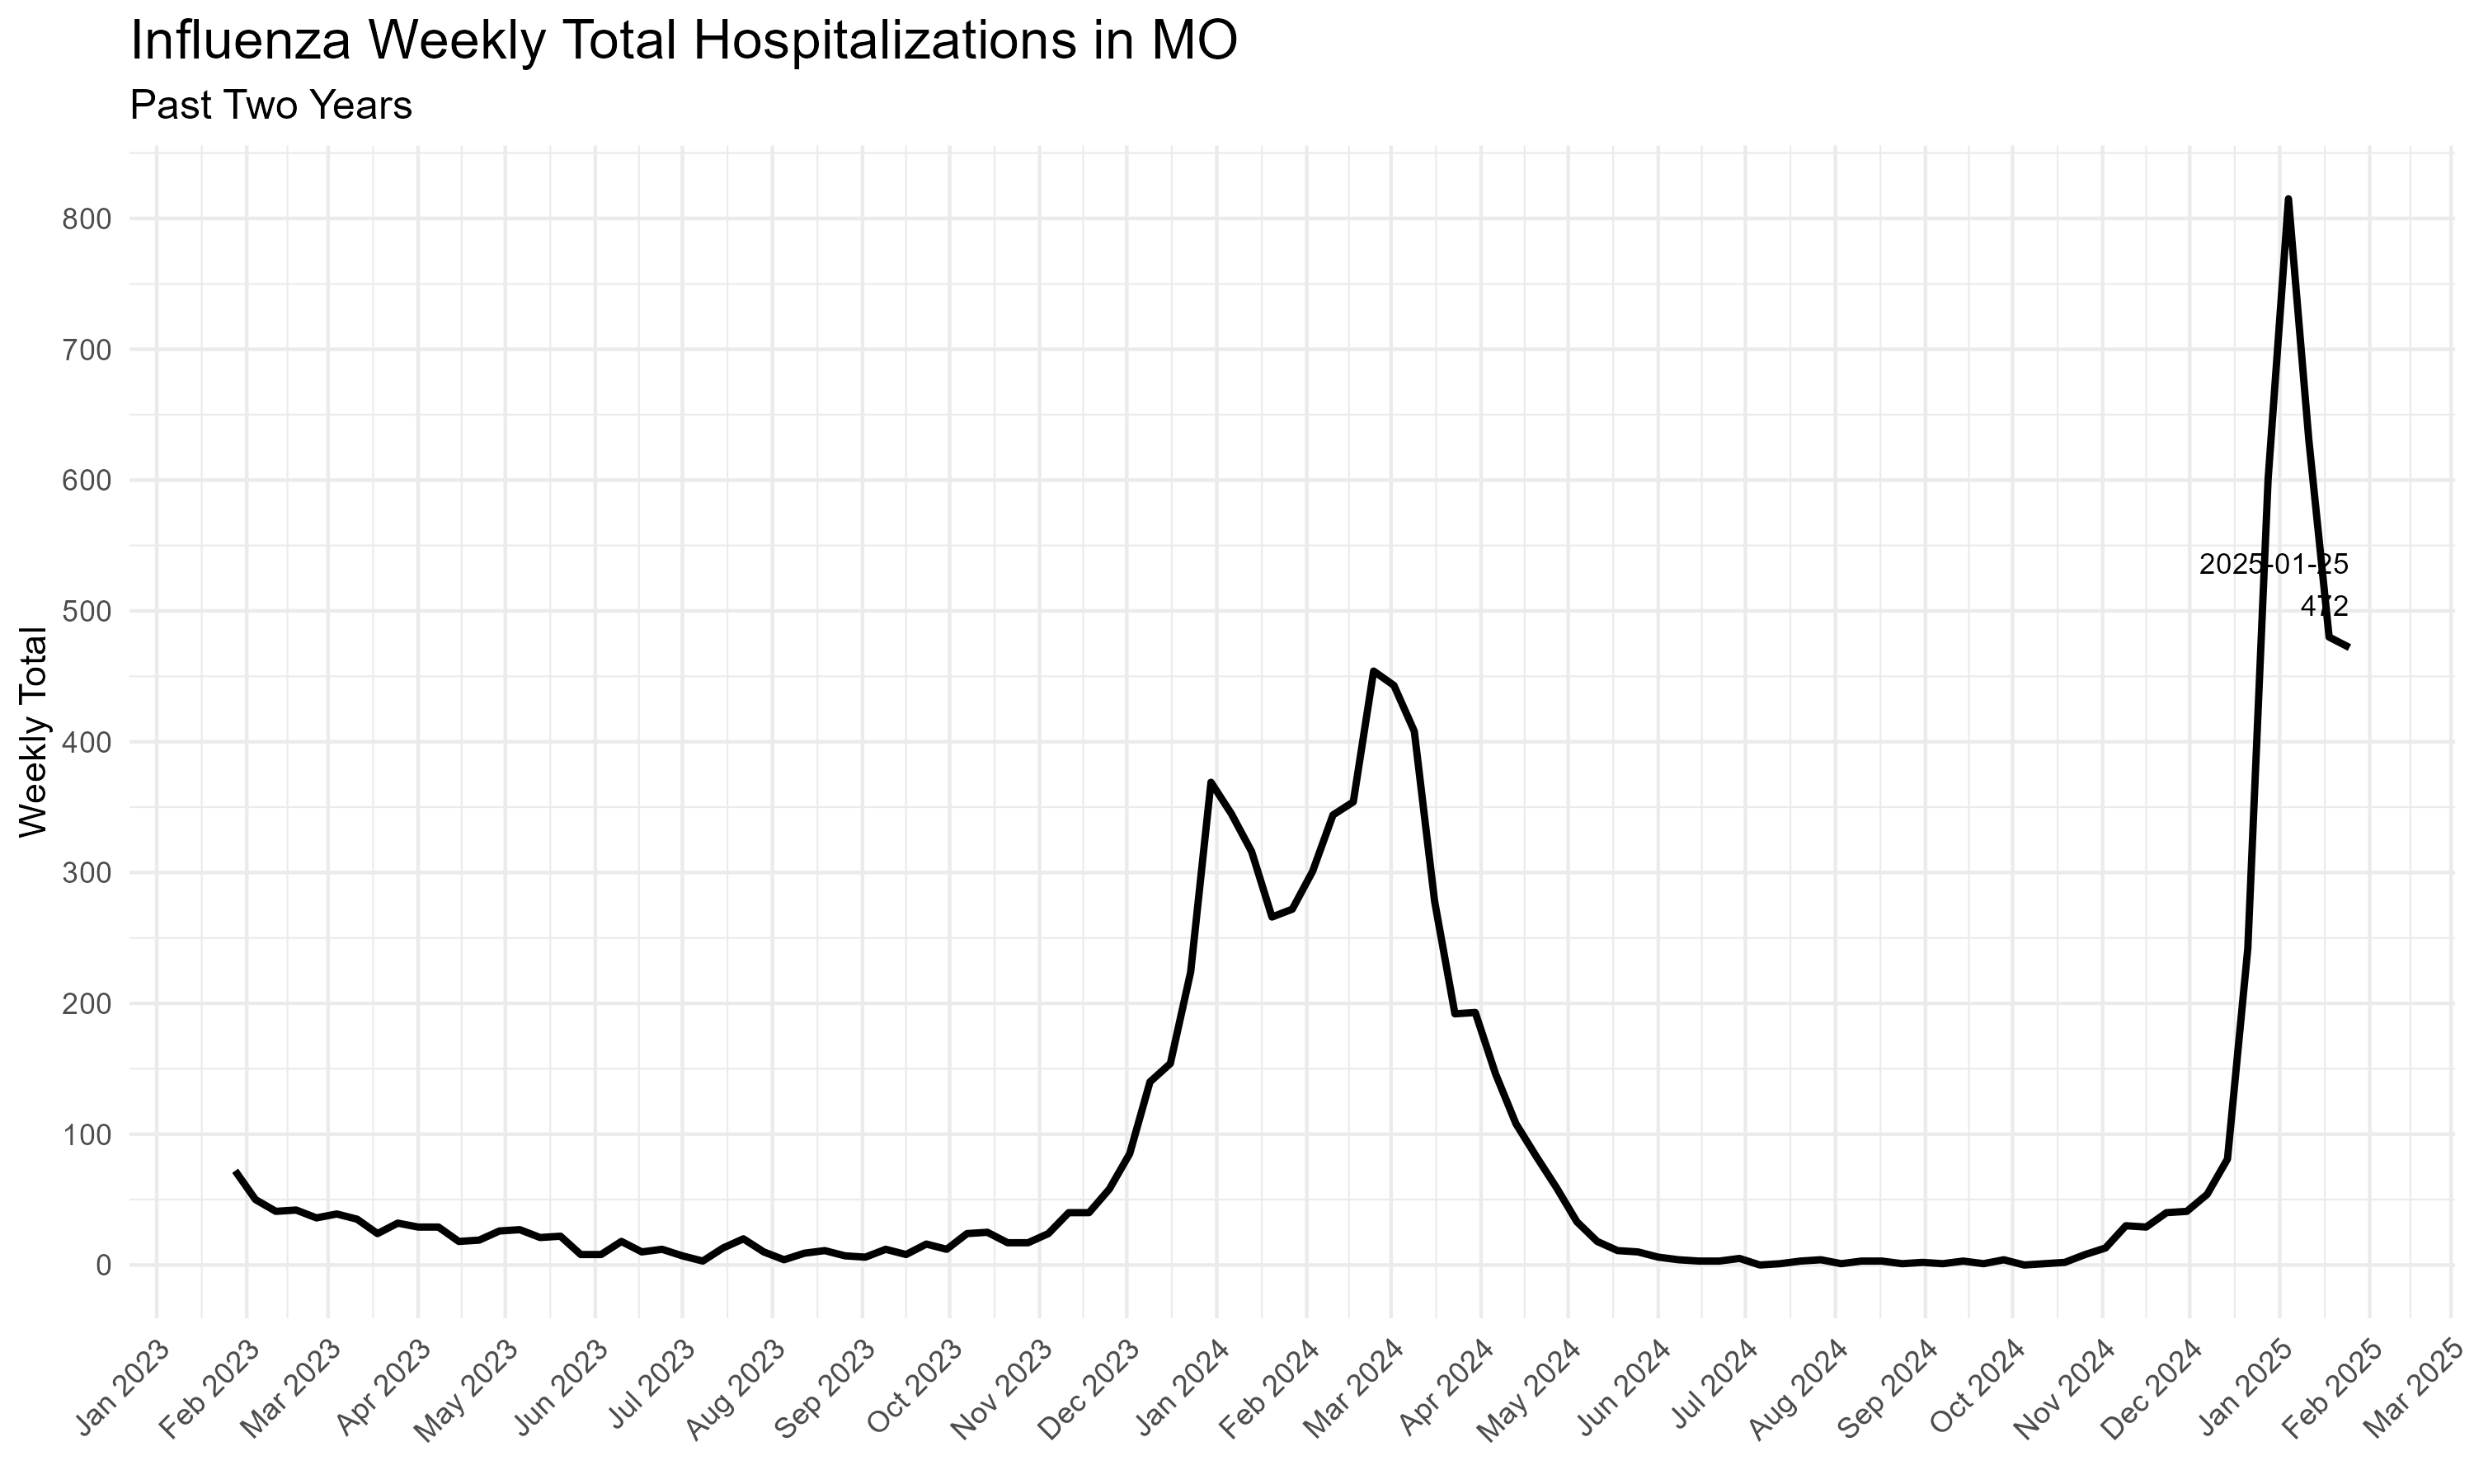 Influenza Weekly Total Hospitalizations in MO
Past Two Years
Weekly Total
800
700
600
500
400
300
200
100
0
2025-01-25
472
Jan 2023
Feb 2023
Mar 2023
Apr 2023
May 2023
Jun 2023
Jul 2023
Aug 2023
Sep 2023
Oct 2023
Nov 2023
Dec 2023
Jan 2024
Feb 2024
Mar 2024
Apr 2024
May 2024
Jun 2024
Jul 2024
Aug 2024
Sep 2024
Oct 2024
Nov 2024
Dec 2024
Jan 2025
Feb 2025
Mar 2025